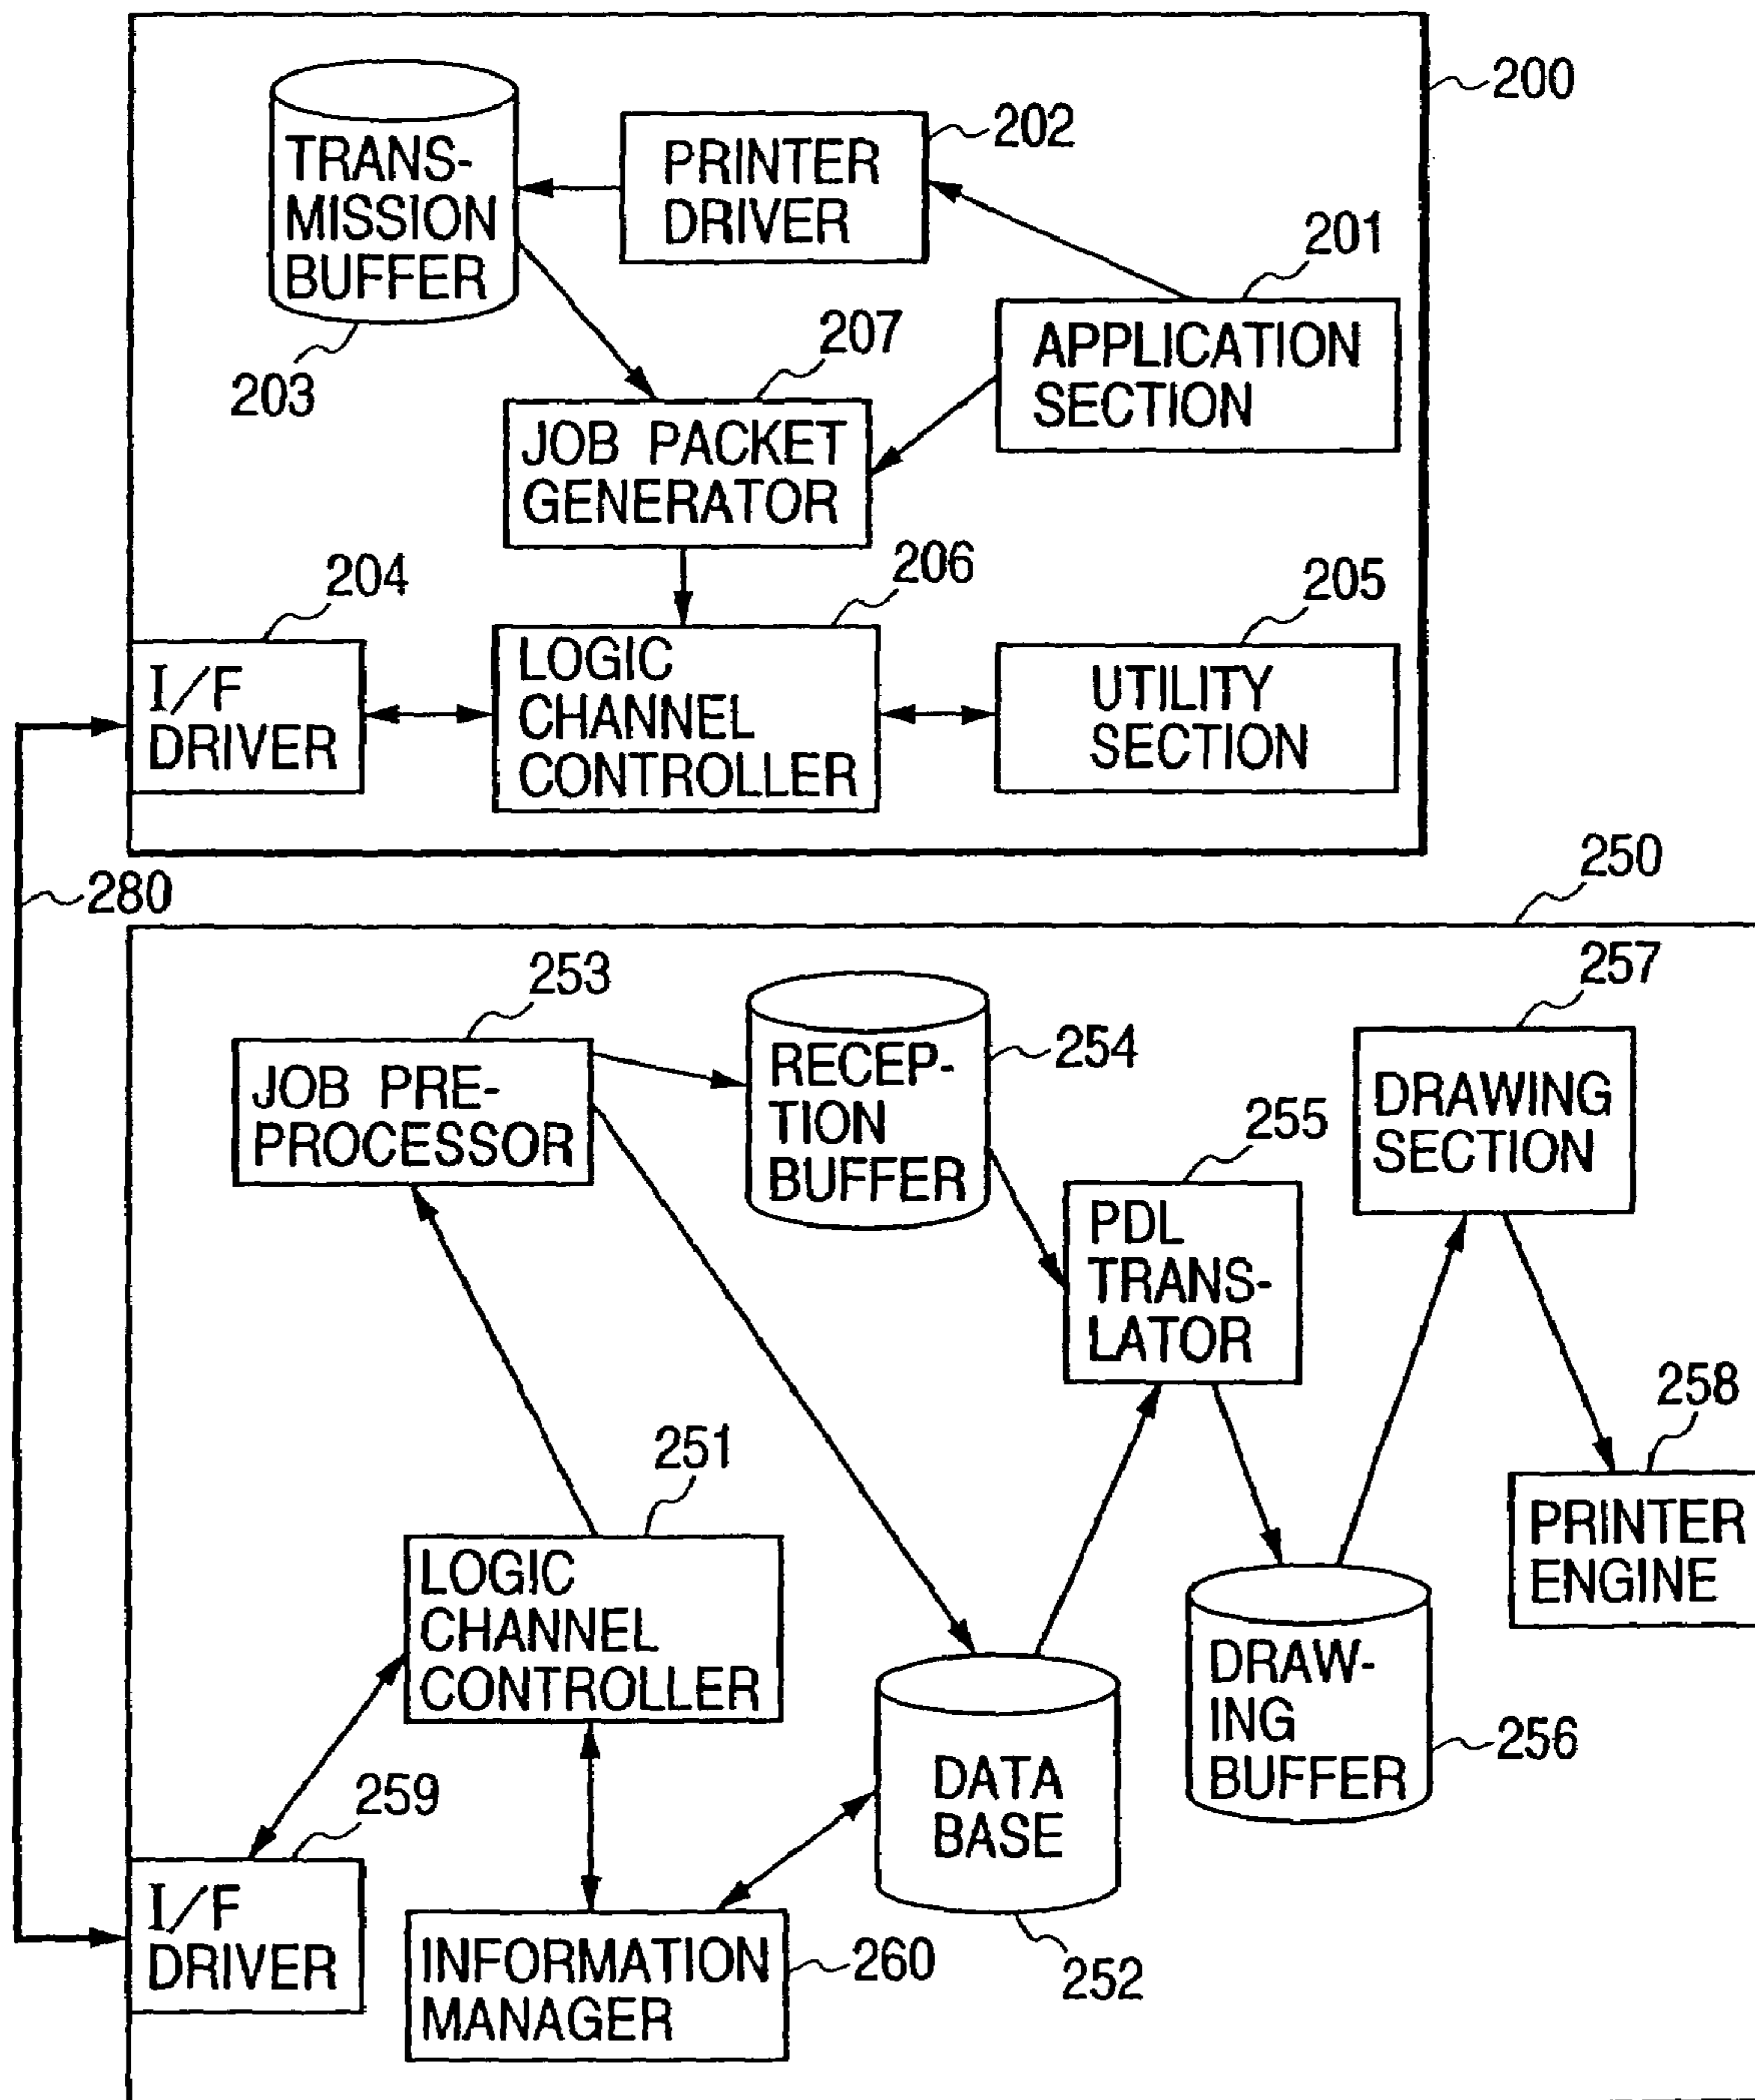 200
TRANS-
MISSION
BUFFER
203
PRINTER
DRIVER
202
201
APPLICATION
SECTION
207
JOB PACKET
GENERATOR
204
I/F
DRIVER
206
LOGIC
CHANNEL
CONTROLLER
205
UTILITY
SECTION
280
250
253
JOB PRE-
PROCESSOR
RECEP-
TION
BUFFER
254
257
DRAWING
SECTION
255
PDL
TRANS-
LATOR
258
PRINTER
ENGINE
251
LOGIC
CHANNEL
CONTROLLER
DRAW-
ING
BUFFER
256
DATA
BASE
252
259
I/F
DRIVER
INFORMATION
MANAGER
260